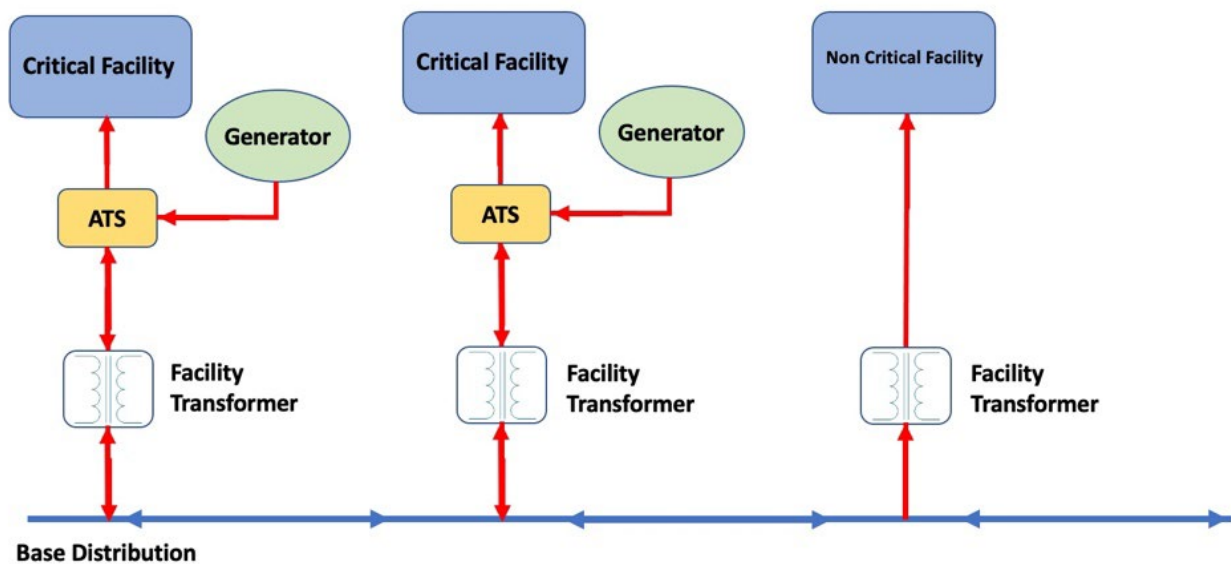 Critical Facility
Generator
ATS
Facility
Transformer
Critical Facility
Generator
ATS
Facility
Transformer
Non Critical Facility
Facility
Transformer
Base Distribution